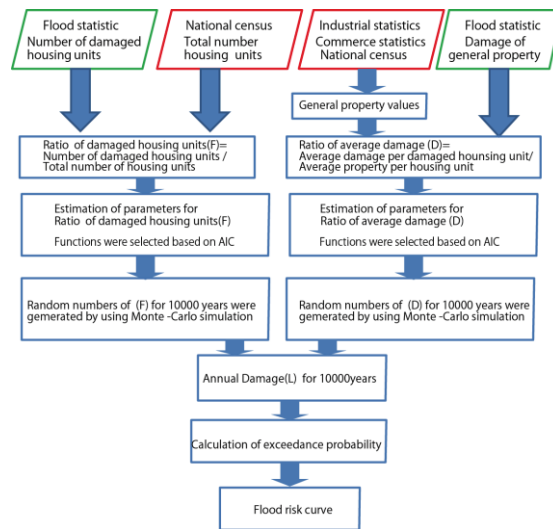 Flood statistic
Number of damaged
housing units
National census
Total number
housing units
Industrial statistics
Commerce statistics
National census
Flood statistic
Damage of
general property
General property values
Ratio of damaged housing units(F)=
Number of damaged housing units /
Total number of housing units
Ratio of average damage (D)=
Average damage per damaged hounsing unit/
Average property per housing unit
Estimation of parameters for
Ratio of damaged housing units(F)
Functions were selected based on AIC
Estimation of parameters for
Ratio of average damage (D)
Functions were selected based on AIC
Random numbers of (F) for 10000 years were
gemerated by using Monte -Carlo simulation
Random numbers of (D) for 10000 years were
gemerated by using Monte -Carlo simulation
Annual Damage(L) for 10000years
Calculation of exceedance probability
Flood risk curve